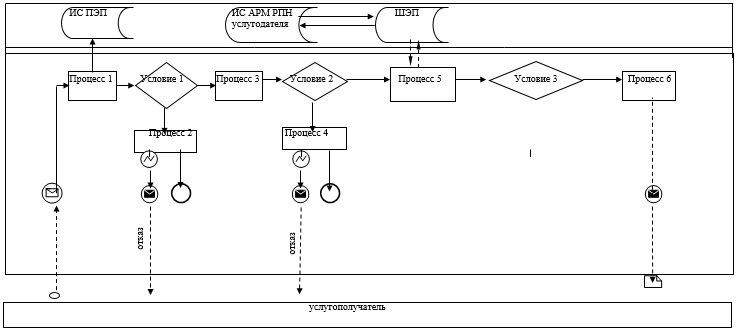 ИС ПЭП
ИС АРМ РПН
услугодателя
ШЭП
Процесс 1
Условие 1
Процесс 3
Условие 2
Процесс 5
Условие 3
Процесс 6
Процесс 2
Процесс 4
отказ
отказ
услугополучатель